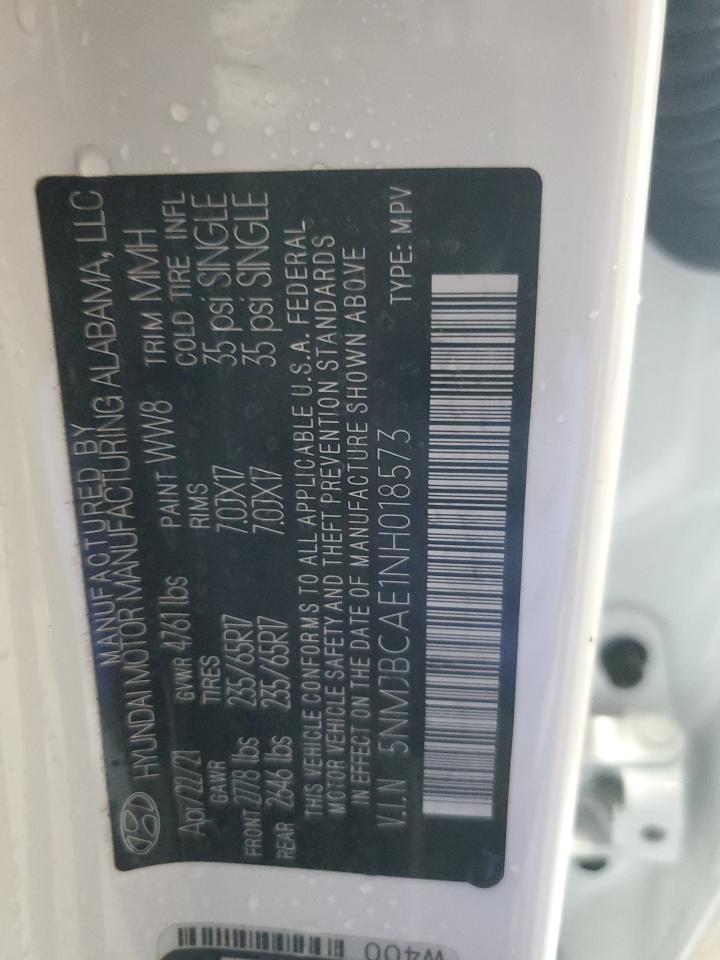 MANUFACTURED BY
HYUNDAI MOTOR MANUFACTURING ALABAMA, LLC
Apr/22/21 GVWR 4761 lbs PAINT WW8 TRIM MMH
GAWR TIRES RIMS COLD TIRE INFL
FRONT 2778 lbs 235/65R17 7.0JX17 35 psi SINGLE
REAR 2646 lbs 235/65R17 7.0JX17 35 psi SINGLE
THIS VEHICLE CONFORMS TO ALL APPLICABLE U.S.A. FEDERAL
MOTOR VEHICLE SAFETY AND THEFT PREVENTION STANDARDS
IN EFFECT ON THE DATE OF MANUFACTURE SHOWN ABOVE
V.I.N 5NMJBCAE1NH018573 TYPE: MPV
W400